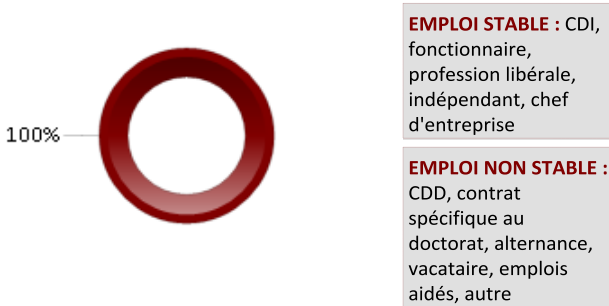 100%
EMPLOI STABLE : CDI,
fonctionnaire,
profession libérale,
indépendant, chef
d'entreprise
EMPLOI NON STABLE :
CDD, contrat
spécifique au
doctorat, alternance,
vacataire, emplois
aidés, autre